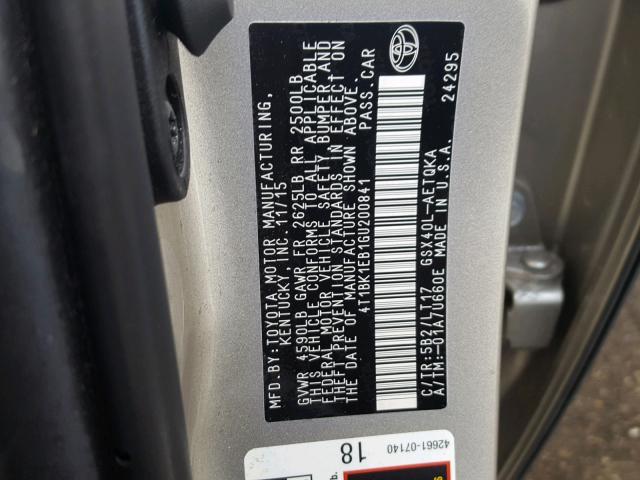 MFD.BY:TOYOTA MOTOR MANUFACTURING,
KENTUCKY, INC. 11/15
GVWR 4590LB GAWR FR 2625LB RR 2500LB
THIS VEHICLE CONFORMS TO ALL APPLICABLE
FEDERAL MOTOR VEHICLE SAFETY, BUMPER, AND
THEFT PREVENTION STANDARDS IN EFFECT ON
THE DATE OF MANUFACTURE SHOWN ABOVE.
4T1BK1EB1GU200841 PASS.CAR
C/TR:5B2/LT17 GSX40L-AETQKA
A/TM:-01A/U660E MADE IN U.S.A. 24295
42661-07140
18
b.